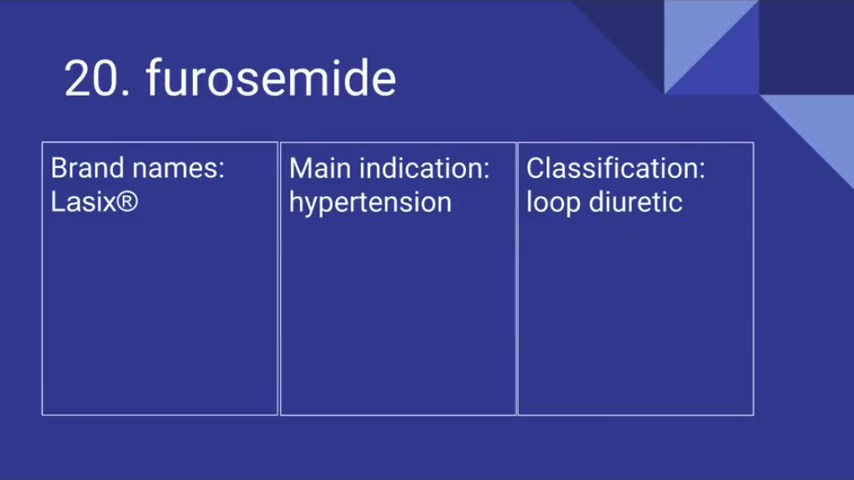 20. furosemide
Brand names:
Lasix®
Main indication:
hypertension
Classification:
loop diuretic